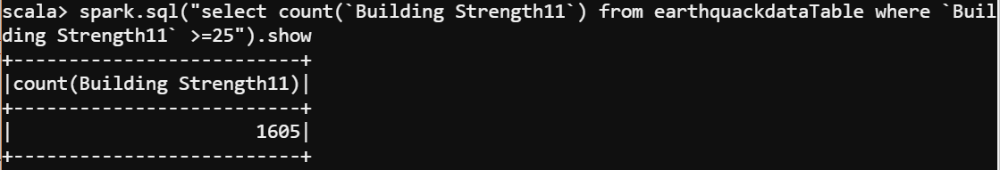 scala> spark.sql("select count(`Building Strength11`) from earthquackdataTable where `Buil
ding Strength11` >=25").show
+--------------------------+
|count(Building Strength11)|
+--------------------------+
|                      1605|
+--------------------------+